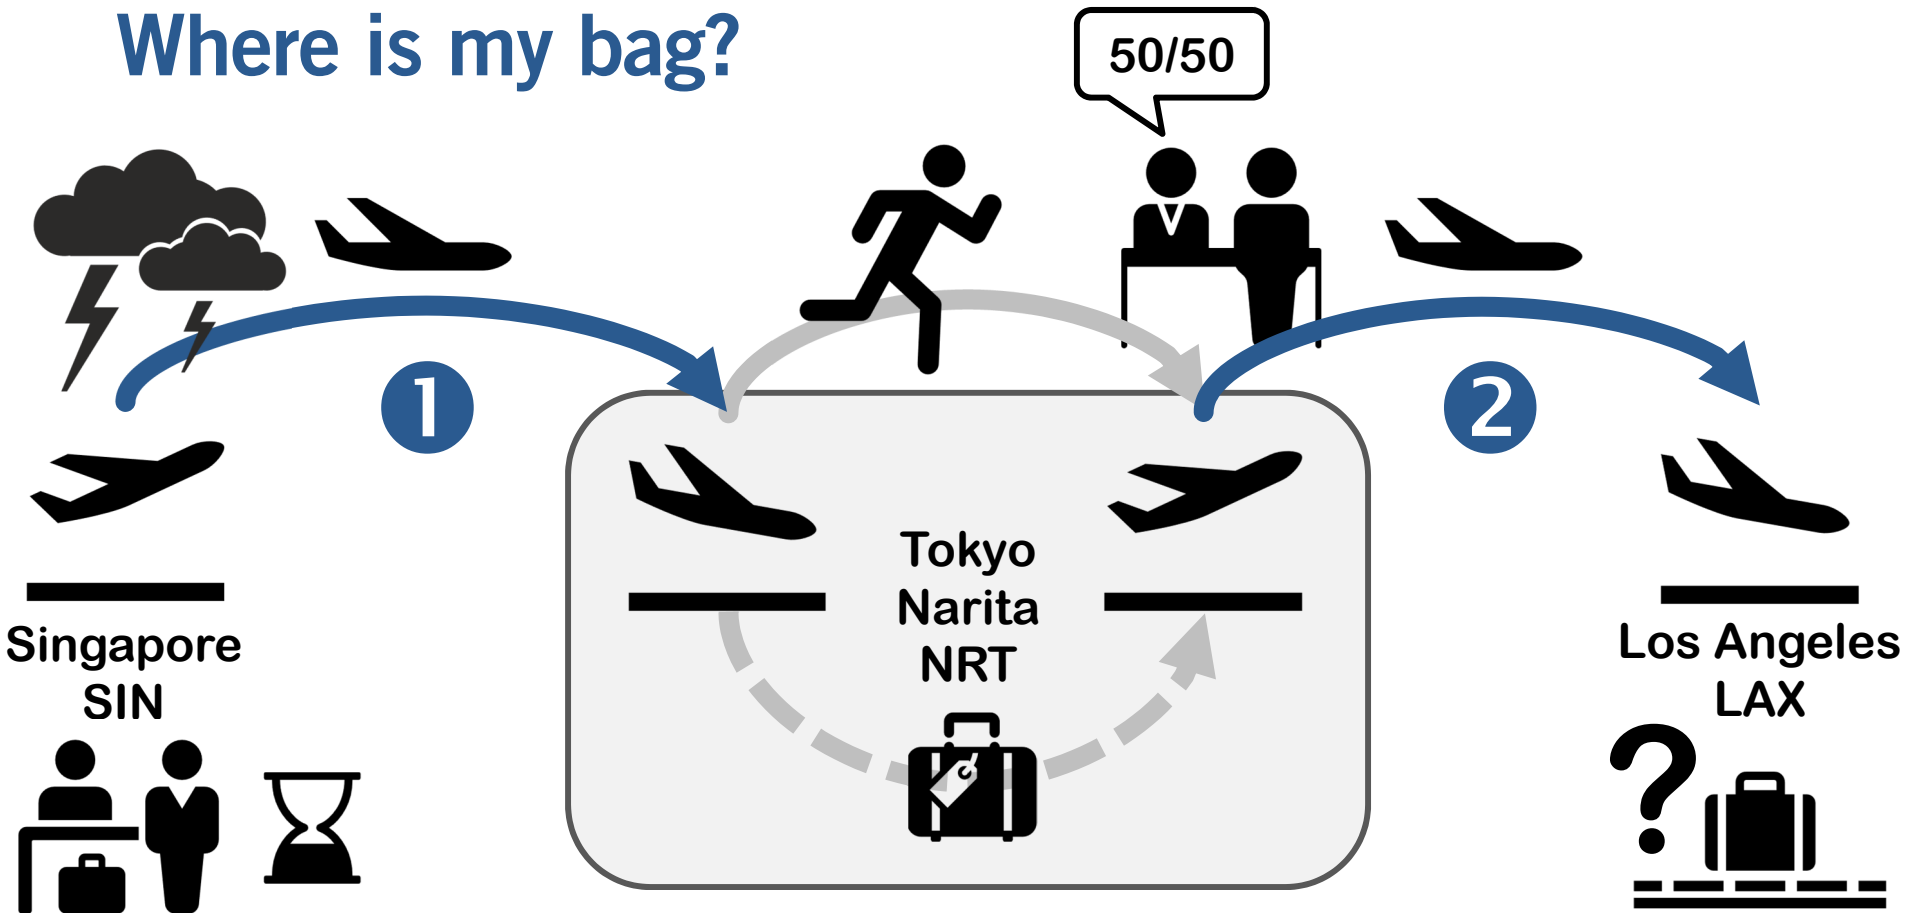 Where is my bag?
50/50
1
2
Tokyo
Narita
NRT
Singapore
SIN
Los Angeles
LAX
?